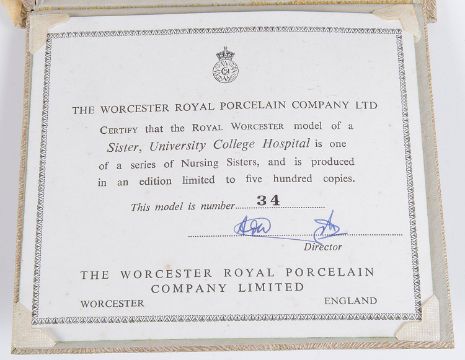 THE WORCESTER ROYAL PORCELAIN COMPANY LTD
CERTIFY that the ROYAL WORCESTER model of a
Sister, University College Hospital is one
of a series of Nursing Sisters, and is produced
in an edition limited to five hundred copies.
This model is number 34
Director
THE WORCESTER ROYAL PORCELAIN
COMPANY LIMITED
WORCESTER ENGLAND